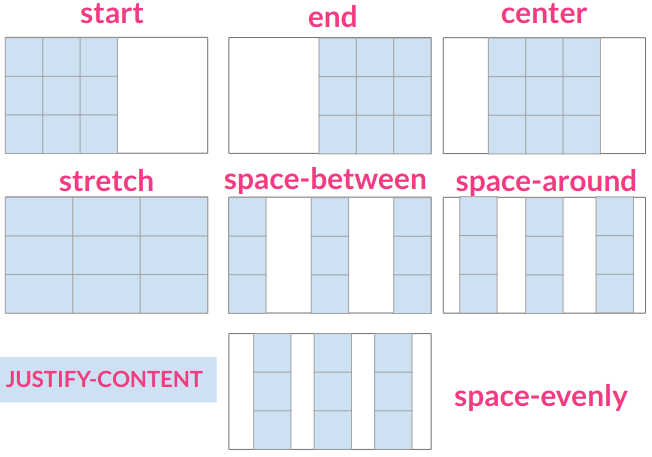 start
end
center
stretch
space-between
space-around
JUSTIFY-CONTENT
space-evenly